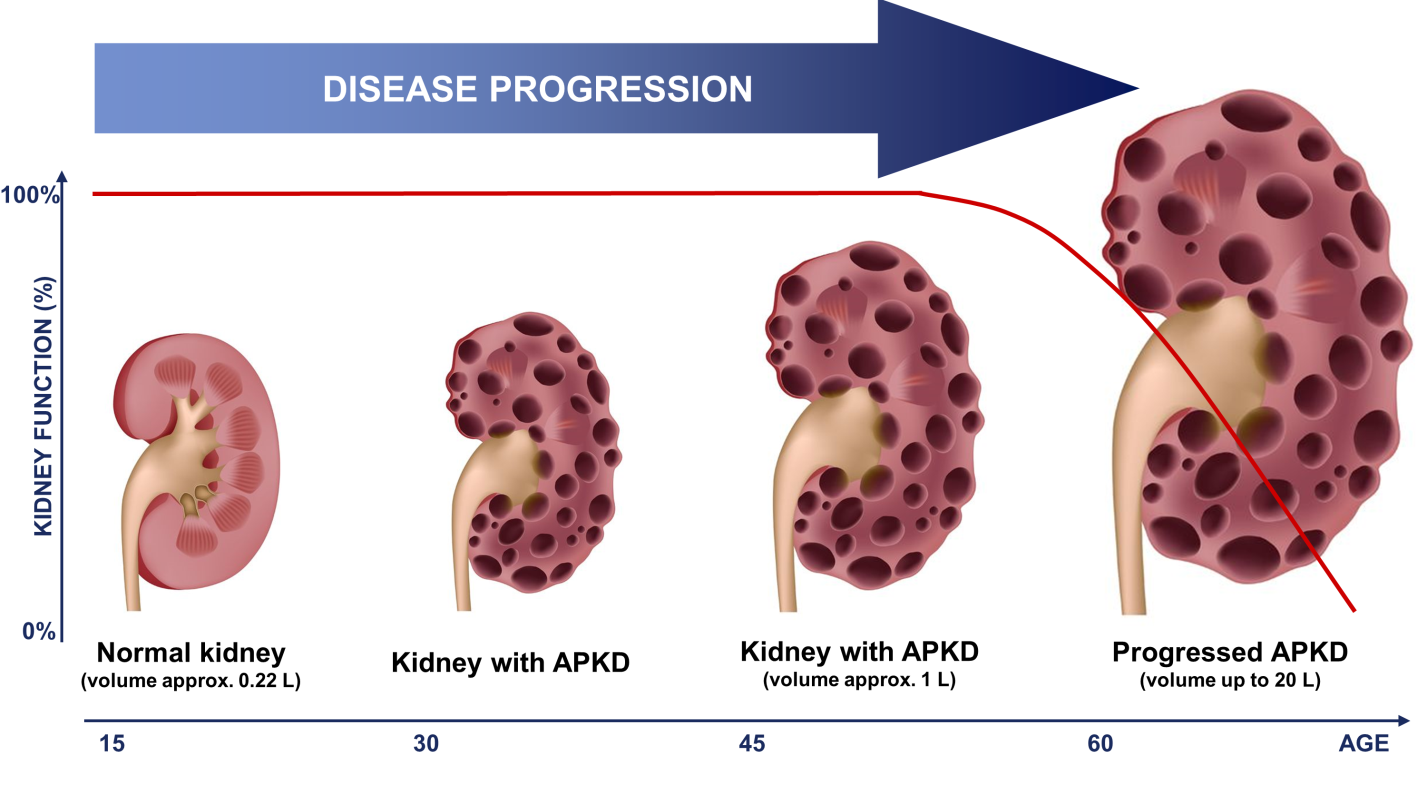 DISEASE PROGRESSION
100%
KIDNEY FUNCTION (%)
0%
Normal kidney
(volume approx. 0.22 L)
Kidney with APKD
Kidney with APKD
(volume approx. 1 L)
Progressed APKD
(volume up to 20 L)
15
30
45
60
AGE